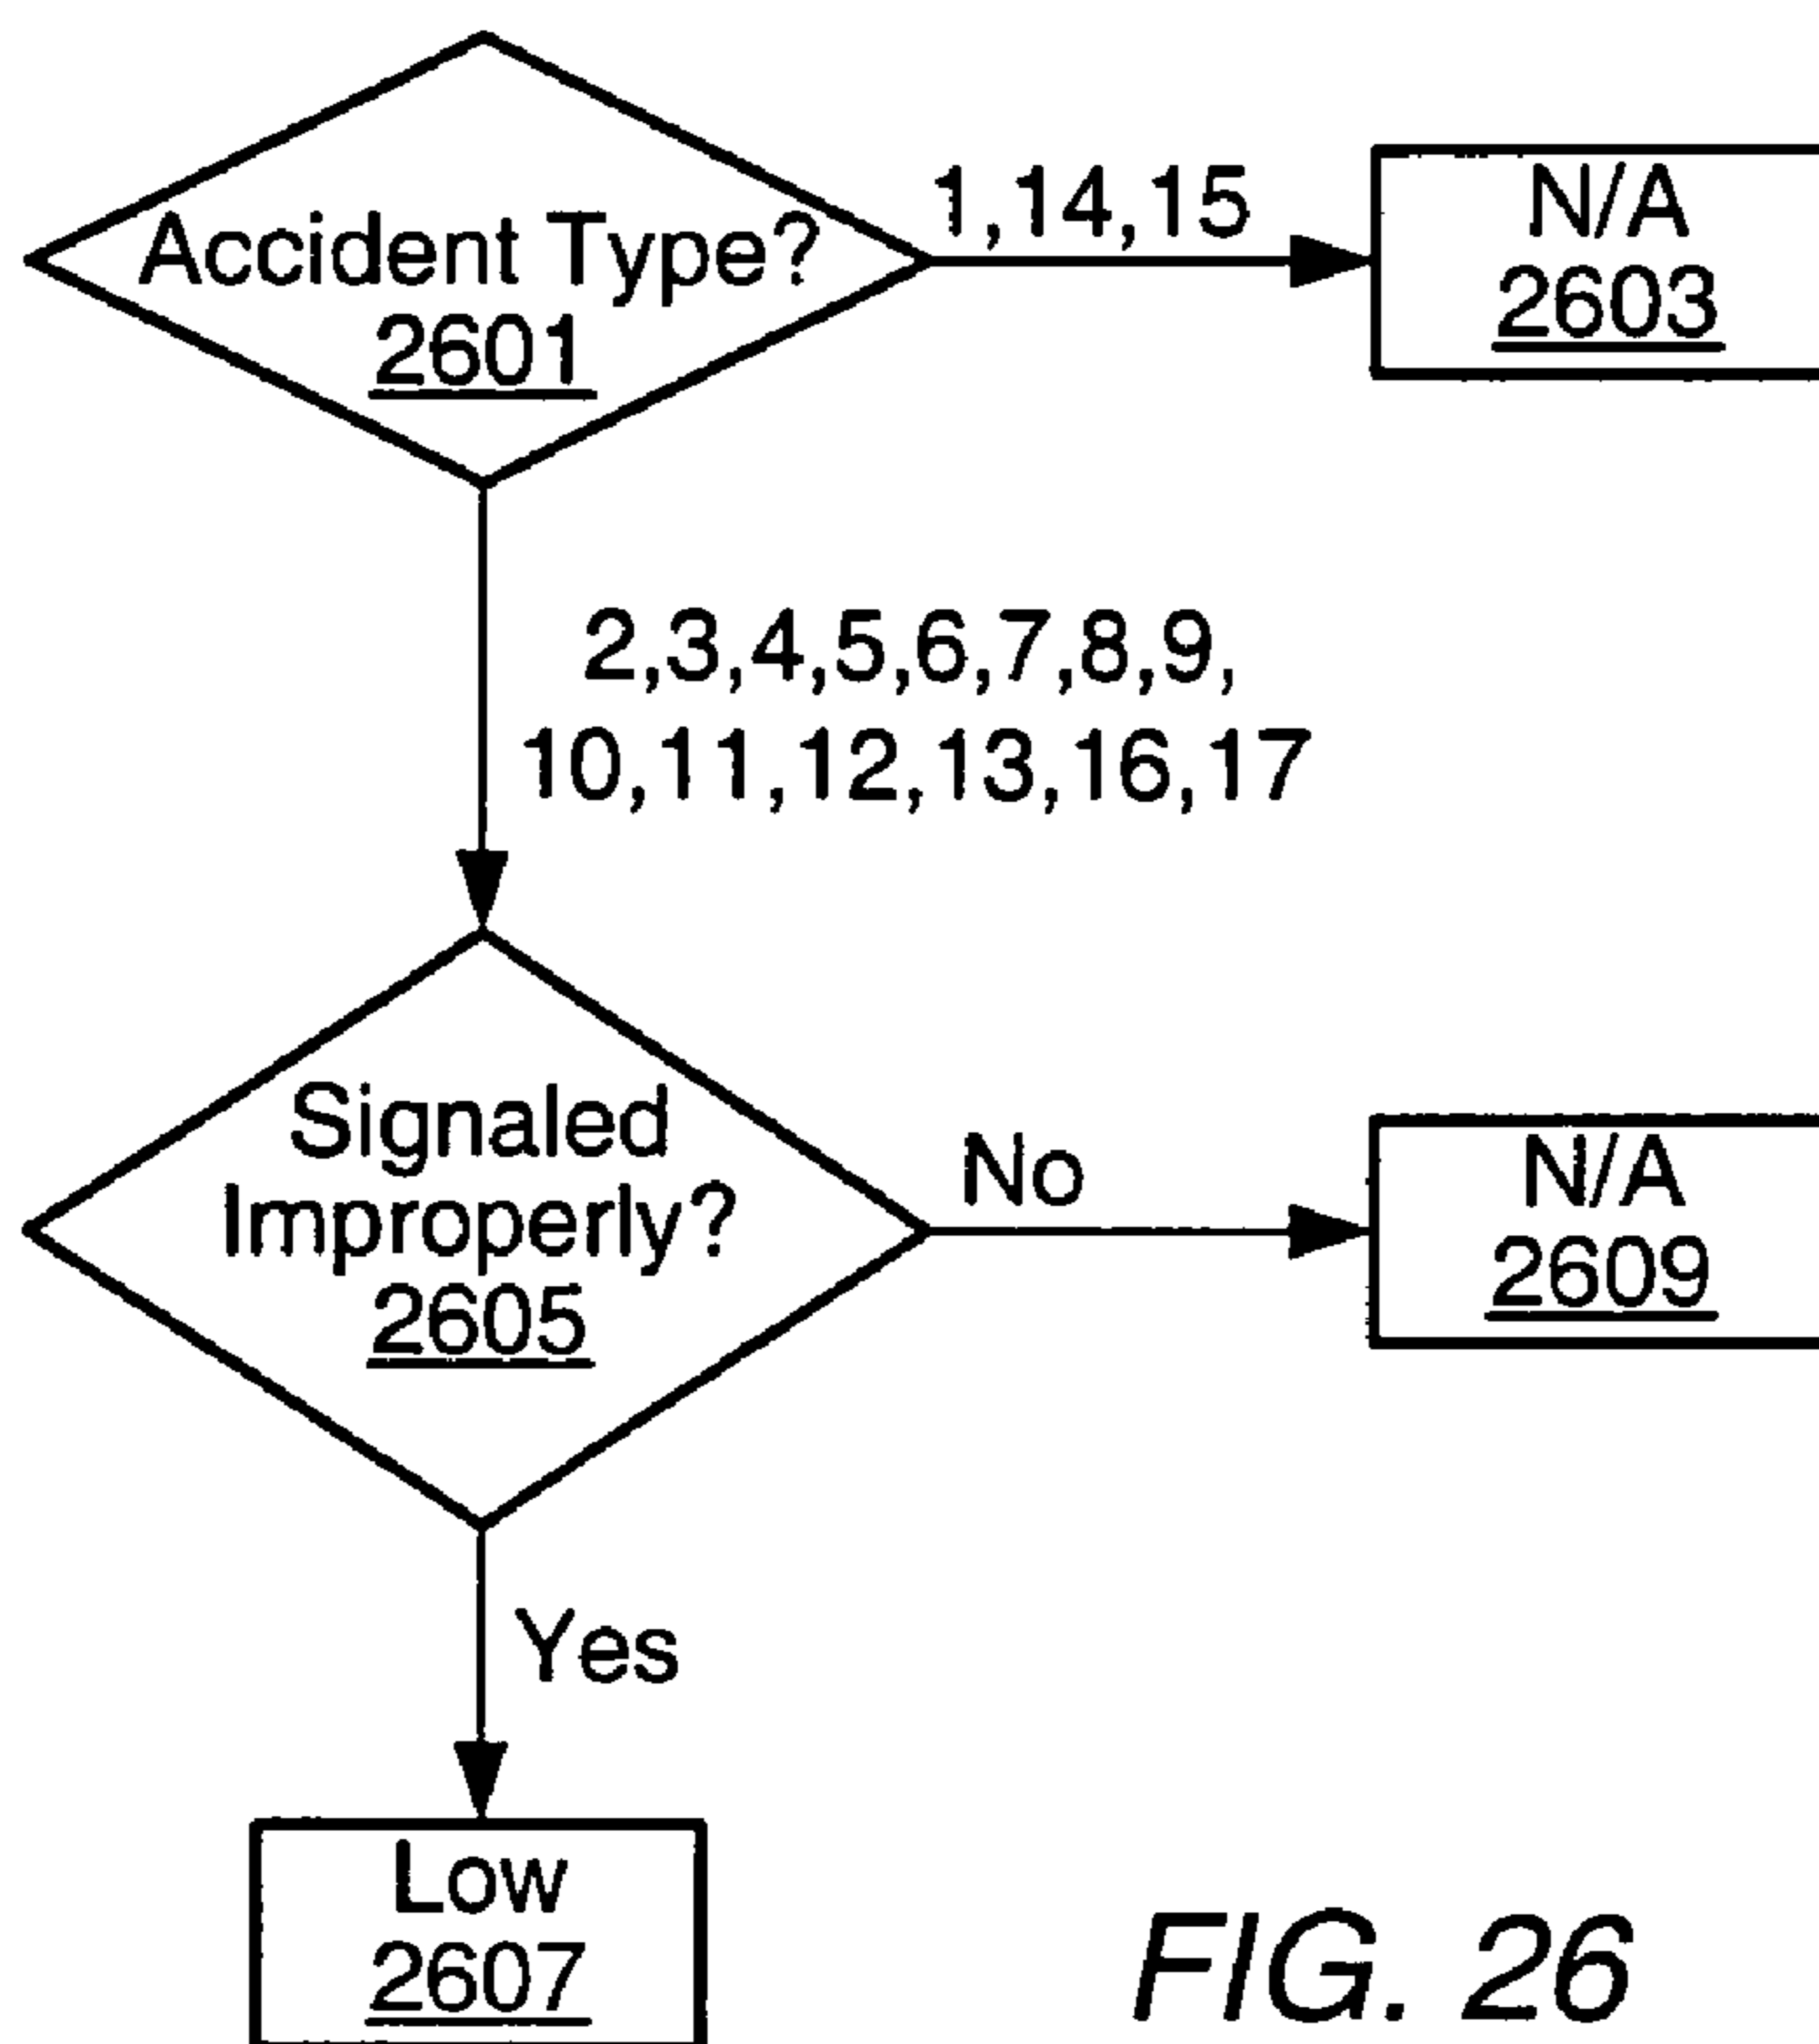 Accident Type?
2601
1,14,15
N/A
2603
2,3,4,5,6,7,8,9,
10,11,12,13,16,17
Signaled
Improperly?
2605
No
N/A
2609
Yes
Low
2607
FIG. 26